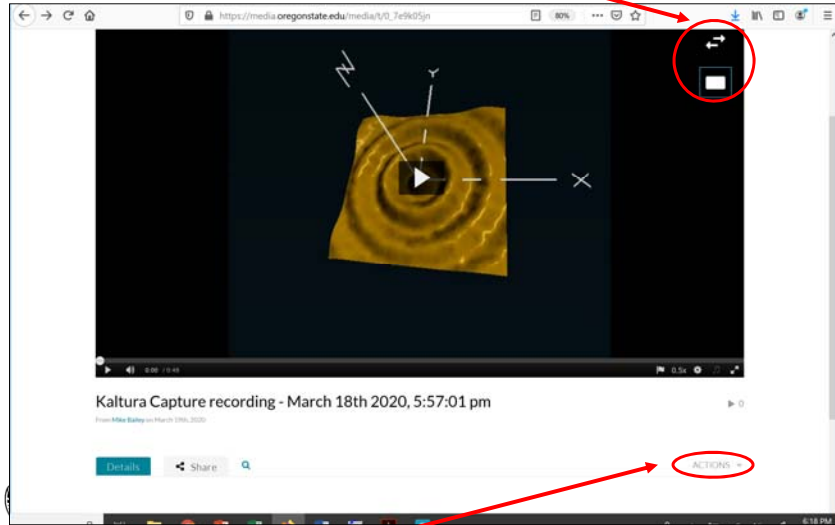 https://media.oregonstate.edu/media/t/0_7e9k05jn
80%
Z
Y
X
0:00 / 0:48
0.5x
Kaltura Capture recording - March 18th 2020, 5:57:01 pm
0
From Mike Bailey on March 19th, 2020
Details
Share
ACTIONS
6:18 PM